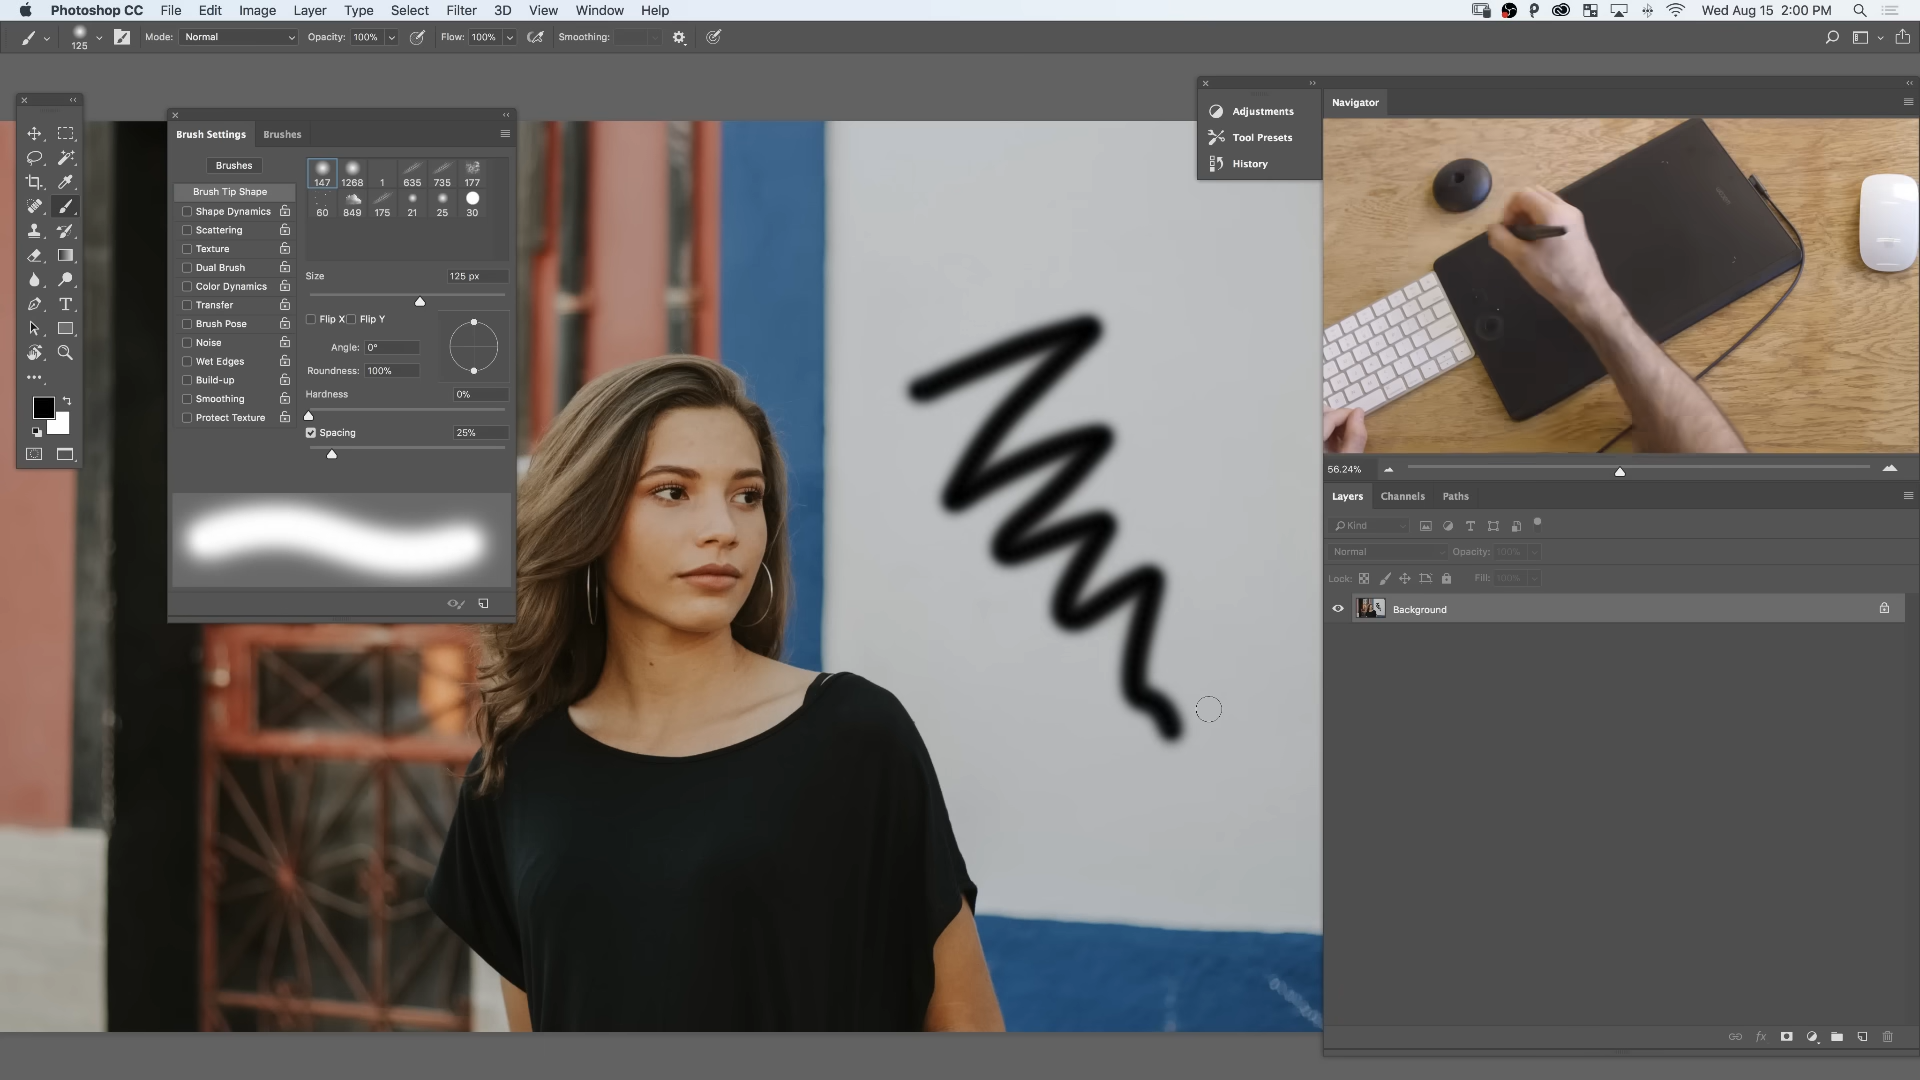 Photoshop CC File Edit Image Layer Type Select Filter 3D View Window Help Wed Aug 15 2:00 PM
125 Mode: Normal Opacity: 100% Flow: 100% Smoothing:
Brush Settings Brushes
Brushes
Brush Tip Shape
Shape Dynamics
Scattering
Texture
Dual Brush
Color Dynamics
Transfer
Brush Pose
Noise
Wet Edges
Build-up
Smoothing
Protect Texture
147 1268 1 635 735 177
60 849 175 21 25 30
Size 125 px
Flip X Flip Y
Angle: 0°
Roundness: 100%
Hardness 0%
Spacing 25%
Adjustments
Tool Presets
History
Navigator
56.24%
Layers Channels Paths
Kind
Normal Opacity: 100%
Lock: Fill: 100%
Background
fx